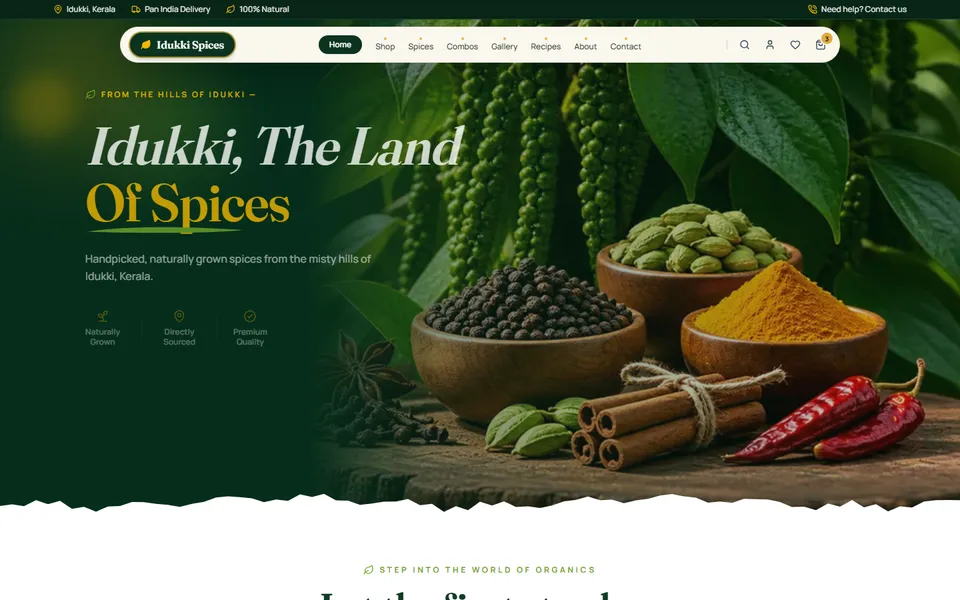 Idukki, Kerala
Pan India Delivery
100% Natural
Need help? Contact us
Idukki Spices
Home
Shop
Spices
Combos
Gallery
Recipes
About
Contact
3
FROM THE HILLS OF IDUKKI –
Idukki, The Land
Of Spices
Handpicked, naturally grown spices from the misty hills of
Idukki, Kerala.
Naturally
Grown
Directly
Sourced
Premium
Quality
STEP INTO THE WORLD OF ORGANICS